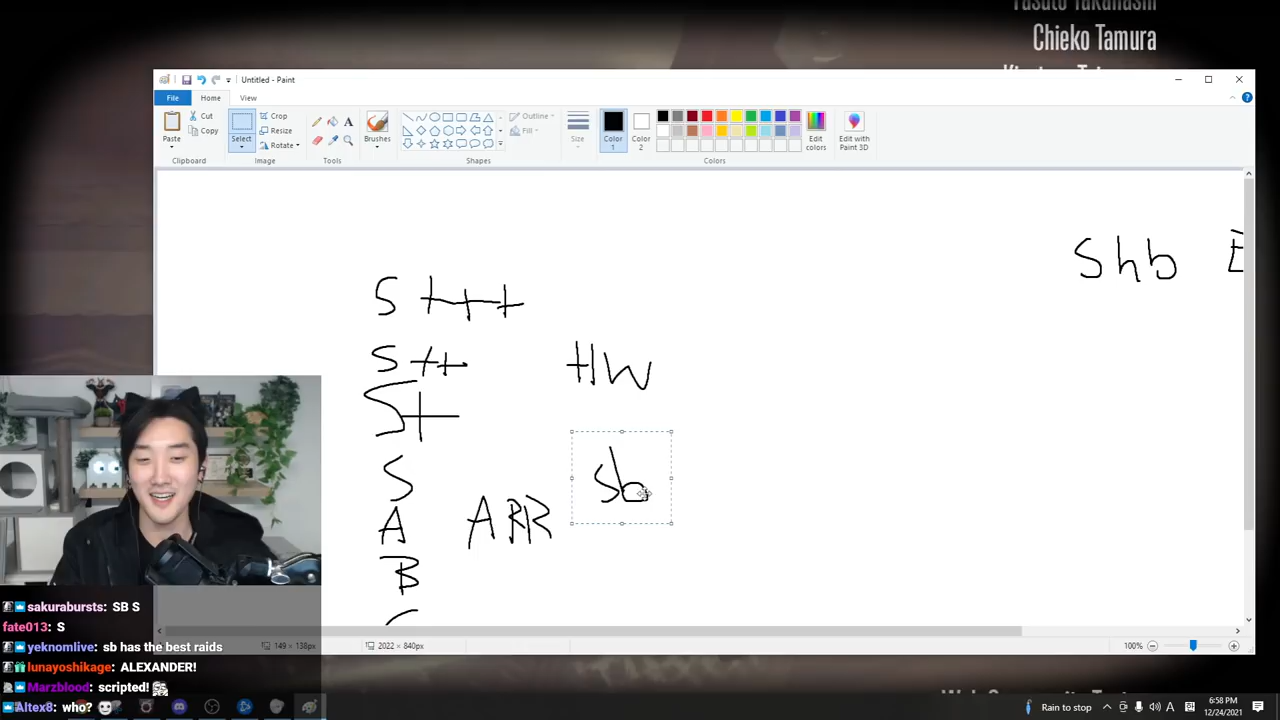 Yasuto Takahashi
Chieko Tamura
Untitled - Paint
File Home View
Paste Cut Copy Clipboard
Select Crop Resize Rotate Image
Tools
Brushes
Outline Fill Shapes
Size
Color 1
Color 2
Edit colors Colors
Edit with Paint 3D
Shb E
S +++
S ++ HW
S+
S sb
A ARR
B
sakurabursts: SB S
fate013: S
yeknomlive: sb has the best raids
lunayoshikage: ALEXANDER!
Marzblood: scripted!
Altex8: who?
149 × 138px 2022 × 840px 100%
Rain to stop 6:58 PM
12/24/2021